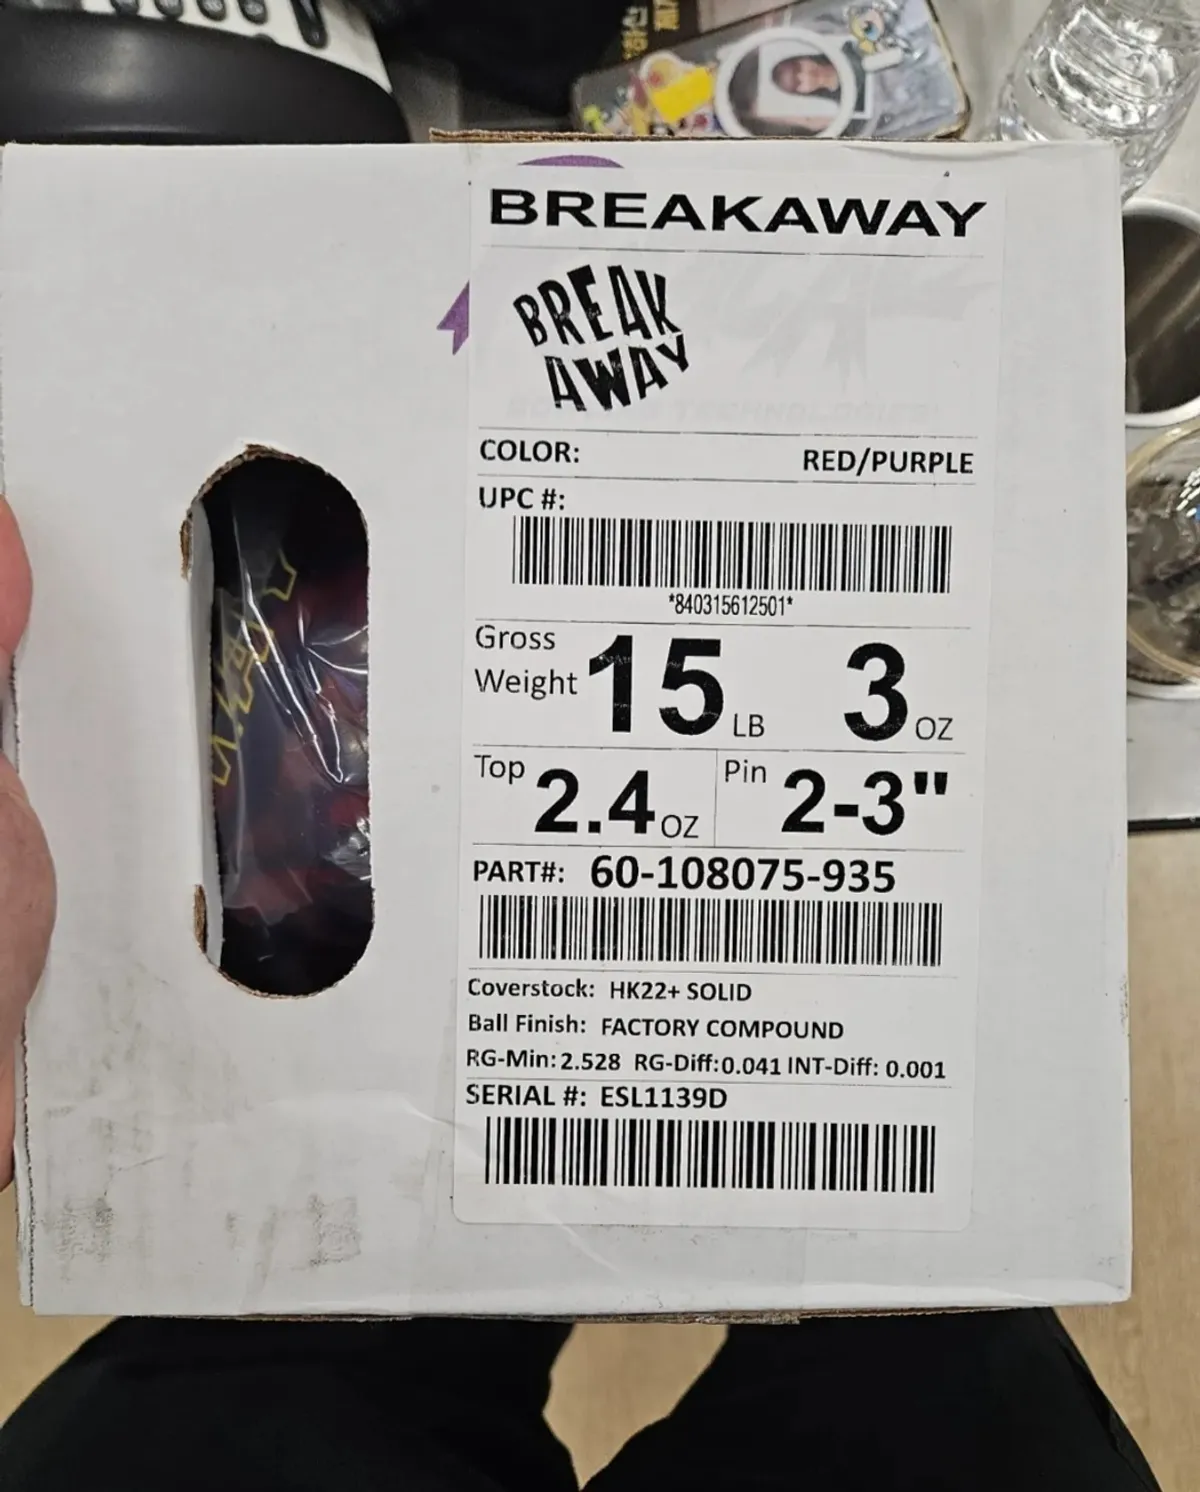 BREAKAWAY
BREAK
AWAY
COLOR: RED/PURPLE
UPC #:
*840315612501*
Gross Weight 15 LB 3 OZ
Top 2.4 OZ Pin 2-3"
PART#: 60-108075-935
Coverstock: HK22+ SOLID
Ball Finish: FACTORY COMPOUND
RG-Min: 2.528 RG-Diff: 0.041 INT-Diff: 0.001
SERIAL #: ESL1139D